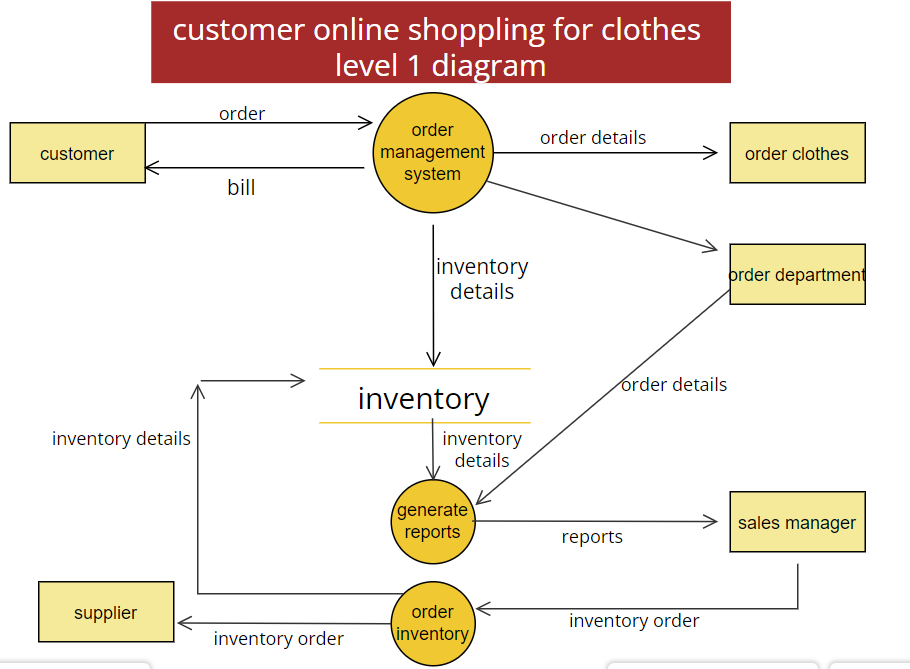 customer online shoppling for clothes
level 1 diagram
order
order
management
system
order details
customer
order clothes
bill
inventory
details
order department
inventory
order details
inventory details
inventory
details
generate
reports
sales manager
reports
supplier
order
inventory
inventory order
inventory order